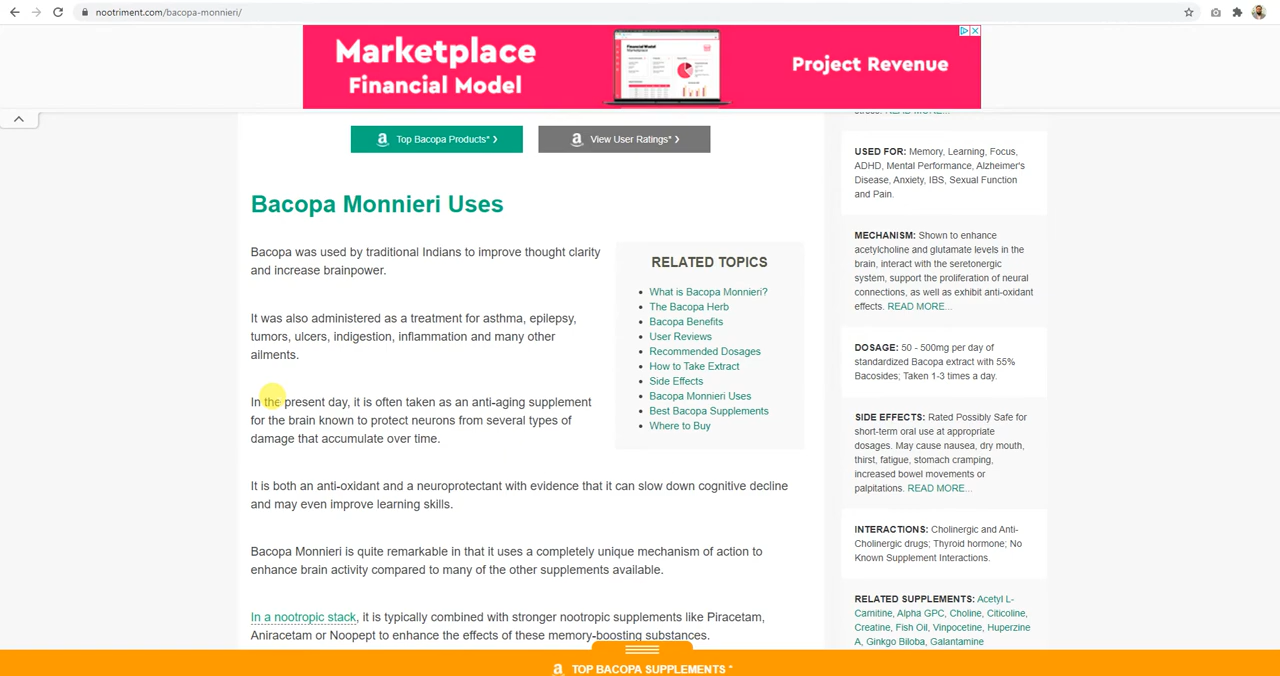 nootriment.com/bacopa-monnieri/
Marketplace
Financial Model
Project Revenue
Top Bacopa Products* ❯
View User Ratings* ❯
Bacopa Monnieri Uses
Bacopa was used by traditional Indians to improve thought clarity
and increase brainpower.
It was also administered as a treatment for asthma, epilepsy,
tumors, ulcers, indigestion, inflammation and many other
ailments.
In the present day, it is often taken as an anti-aging supplement
for the brain known to protect neurons from several types of
damage that accumulate over time.
It is both an anti-oxidant and a neuroprotectant with evidence that it can slow down cognitive decline
and may even improve learning skills.
Bacopa Monnieri is quite remarkable in that it uses a completely unique mechanism of action to
enhance brain activity compared to many of the other supplements available.
In a nootropic stack, it is typically combined with stronger nootropic supplements like Piracetam,
Aniracetam or Noopept to enhance the effects of these memory-boosting substances.
RELATED TOPICS
What is Bacopa Monnieri?
The Bacopa Herb
Bacopa Benefits
User Reviews
Recommended Dosages
How to Take Extract
Side Effects
Bacopa Monnieri Uses
Best Bacopa Supplements
Where to Buy
USED FOR: Memory, Learning, Focus,
ADHD, Mental Performance, Alzheimer's
Disease, Anxiety, IBS, Sexual Function
and Pain.
MECHANISM: Shown to enhance
acetylcholine and glutamate levels in the
brain, interact with the seretonergic
system, support the proliferation of neural
connections, as well as exhibit anti-oxidant
effects. READ MORE...
DOSAGE: 50 - 500mg per day of
standardized Bacopa extract with 55%
Bacosides; Taken 1-3 times a day.
SIDE EFFECTS: Rated Possibly Safe for
short-term oral use at appropriate
dosages. May cause nausea, dry mouth,
thirst, fatigue, stomach cramping,
increased bowel movements or
palpitations. READ MORE...
INTERACTIONS: Cholinergic and Anti-
Cholinergic drugs; Thyroid hormone; No
Known Supplement Interactions.
RELATED SUPPLEMENTS: Acetyl L-
Carnitine, Alpha GPC, Choline, Citicoline,
Creatine, Fish Oil, Vinpocetine, Huperzine
A, Ginkgo Biloba, Galantamine
TOP BACOPA SUPPLEMENTS *